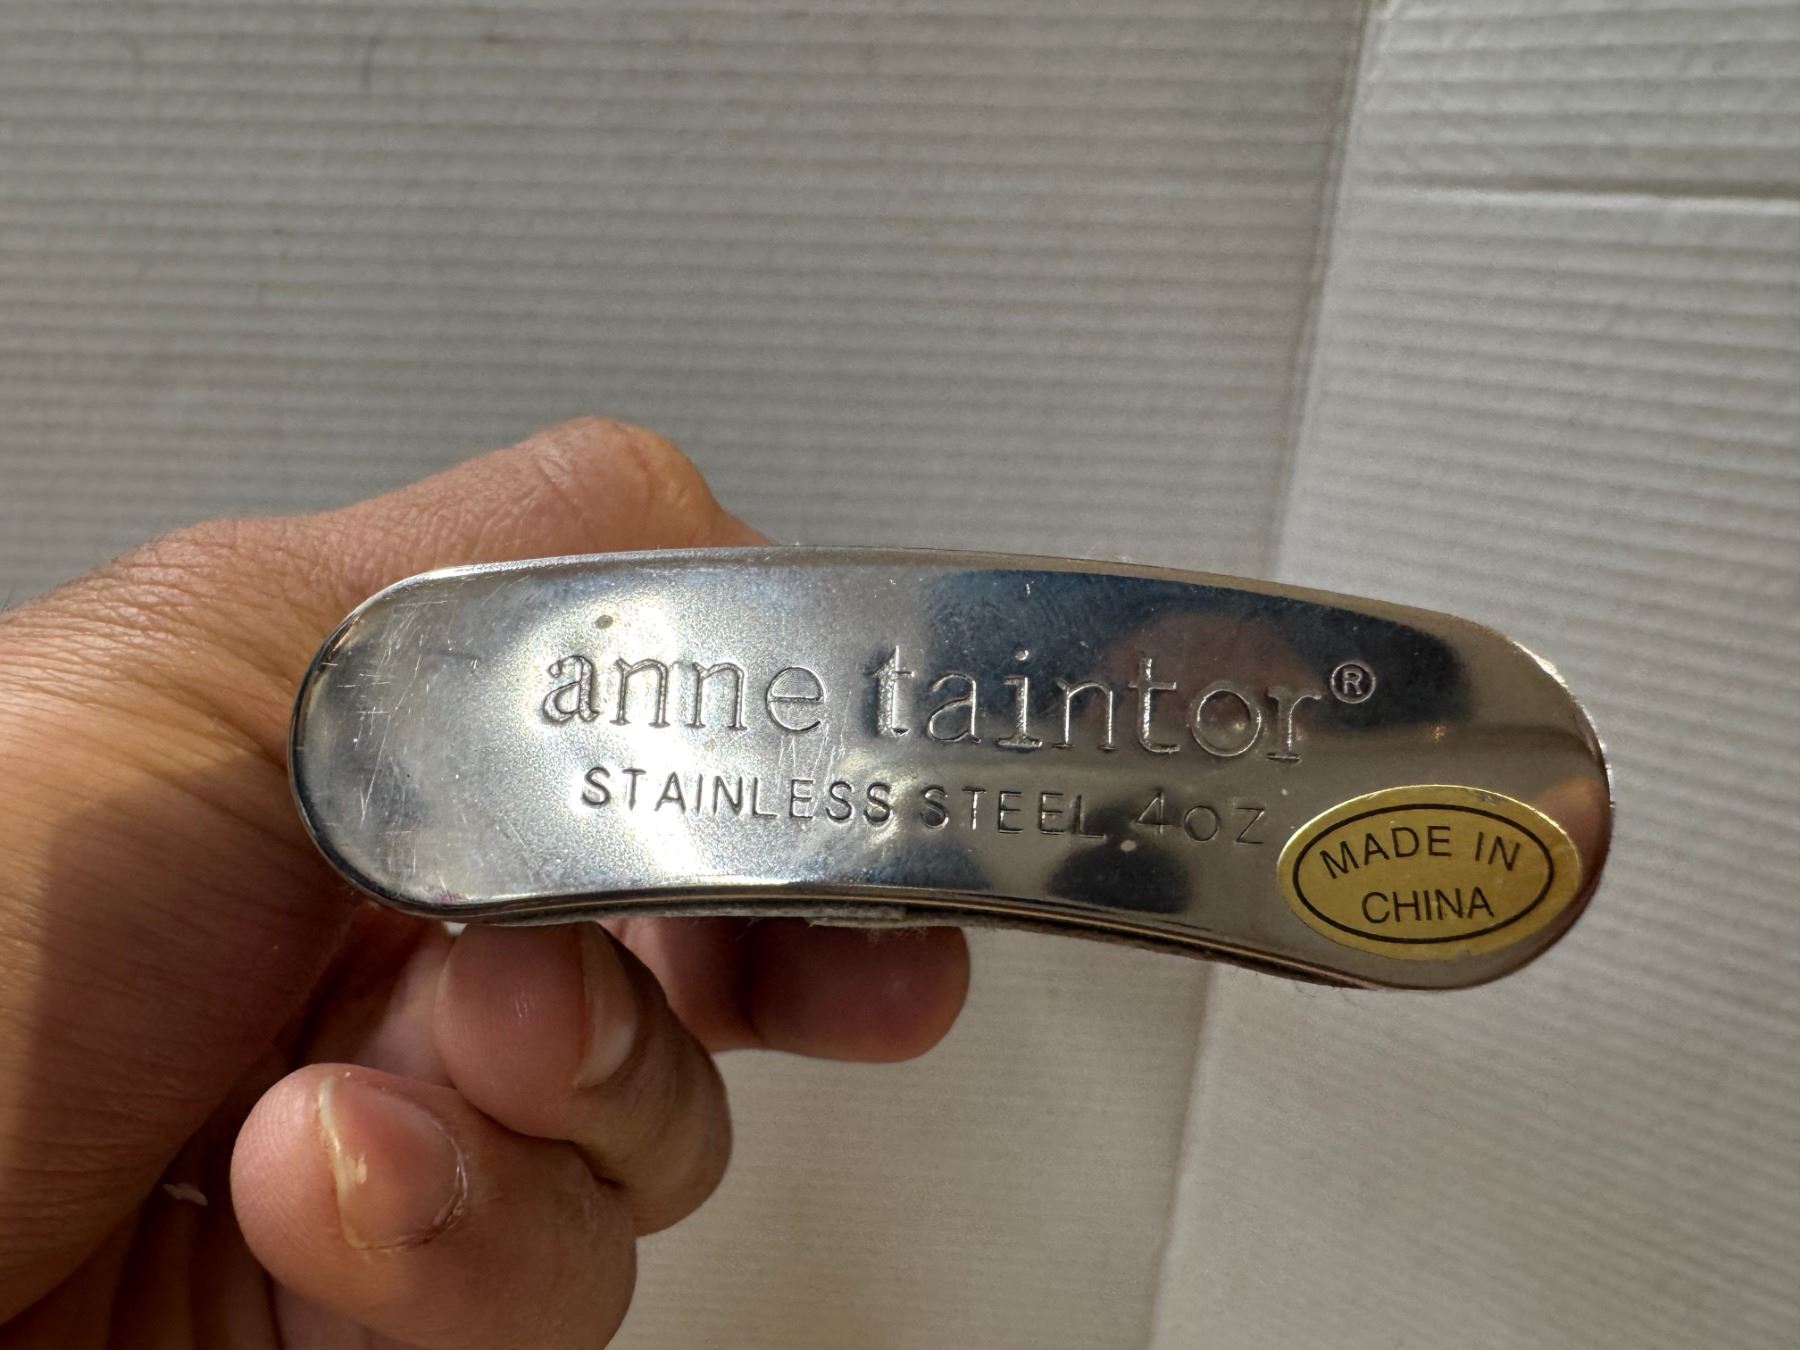 anne taintor®
STAINLESS STEEL 4oz
MADE IN
CHINA